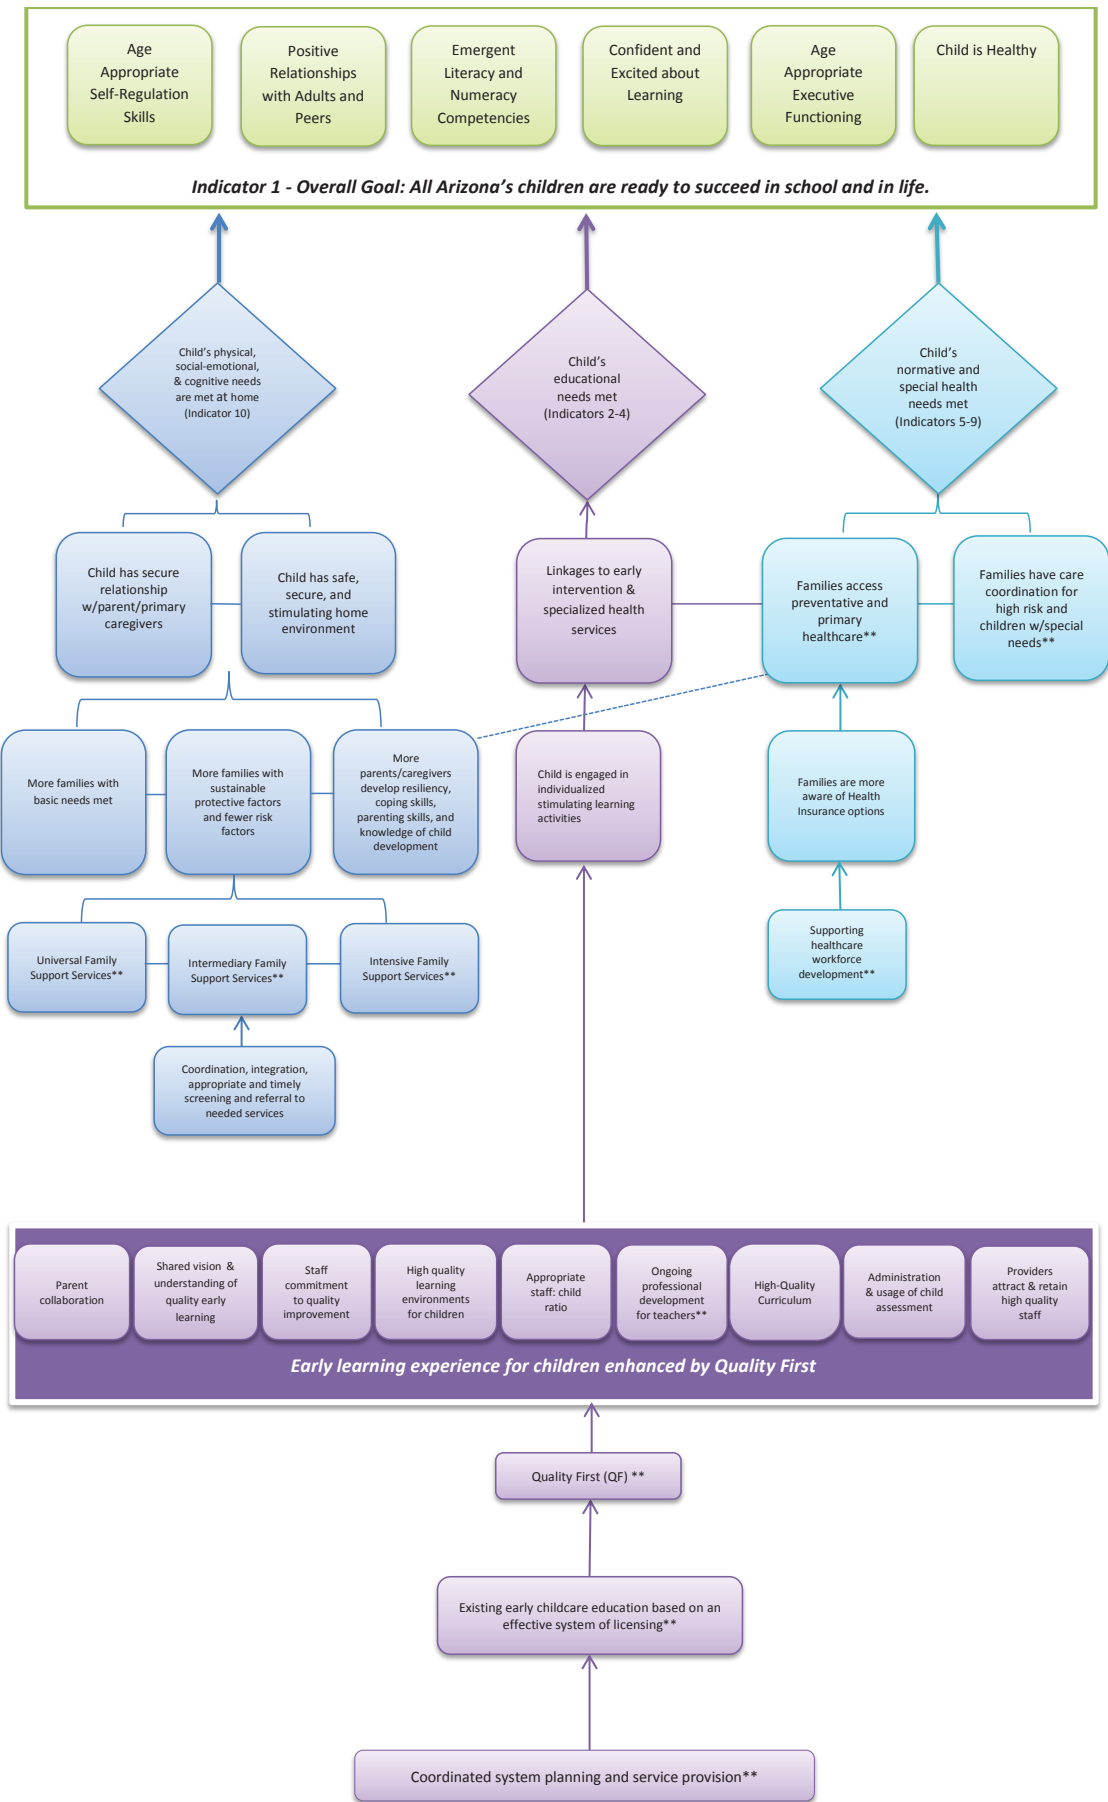 Age
Appropriate
Self-Regulation
Skills
Positive
Relationships
with Adults and
Peers
Emergent
Literacy and
Numeracy
Competencies
Confident and
Excited about
Learning
Age
Appropriate
Executive
Functioning
Child is Healthy
Indicator 1 - Overall Goal: All Arizona's children are ready to succeed in school and in life.
Child's physical,
social-emotional,
& cognitive needs
are met at home
(Indicator 10)
Child's
educational
needs met
(Indicators 2-4)
Child's
normative and
special health
needs met
(Indicators 5-9)
Child has secure
relationship
w/parent/primary
caregivers
Child has safe,
secure, and
stimulating home
environment
Linkages to early
intervention &
specialized health
services
Families access
preventative and
primary
healthcare**
Families have care
coordination for
high risk and
children w/special
needs**
More families with
basic needs met
More families with
sustainable
protective factors
and fewer risk
factors
More
parents/caregivers
develop resiliency,
coping skills,
parenting skills, and
knowledge of child
development
Child is engaged in
individualized
stimulating learning
activities
Families are more
aware of Health
Insurance options
Universal Family
Support Services**
Intermediary Family
Support Services**
Intensive Family
Support Services**
Supporting
healthcare
workforce
development**
Coordination, integration,
appropriate and timely
screening and referral to
needed services
Parent
collaboration
Shared vision &
understanding of
quality early
learning
Staff
commitment
to quality
improvement
High quality
learning
environments
for children
Appropriate
staff: child
ratio
Ongoing
professional
development
for teachers**
High-Quality
Curriculum
Administration
& usage of child
assessment
Providers
attract & retain
high quality
staff
Early learning experience for children enhanced by Quality First
Quality First (QF) **
Existing early childcare education based on an
effective system of licensing**
Coordinated system planning and service provision**